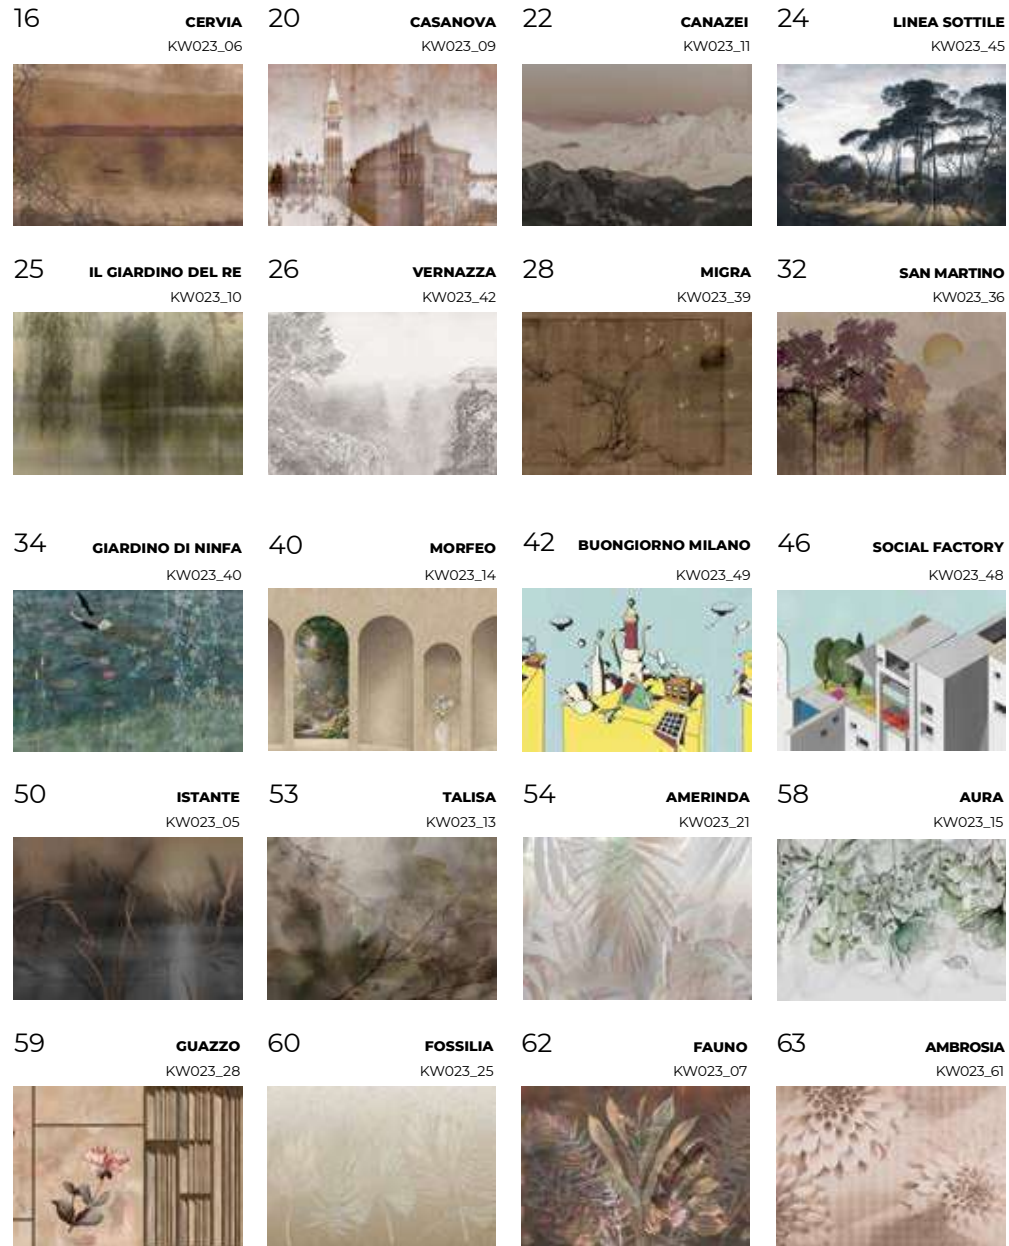 16 CERVIA
KW023_06
20 CASANOVA
KW023_09
22 CANAZEI
KW023_11
24 LINEA SOTTILE
KW023_45
25 IL GIARDINO DEL RE
KW023_10
26 VERNAZZA
KW023_42
28 MIGRA
KW023_39
32 SAN MARTINO
KW023_36
34 GIARDINO DI NINFA
KW023_40
40 MORFEO
KW023_14
42 BUONGIORNO MILANO
KW023_49
46 SOCIAL FACTORY
KW023_48
50 ISTANTE
KW023_05
53 TALISA
KW023_13
54 AMERINDA
KW023_21
58 AURA
KW023_15
59 GUAZZO
KW023_28
60 FOSSILIA
KW023_25
62 FAUNO
KW023_07
63 AMBROSIA
KW023_61